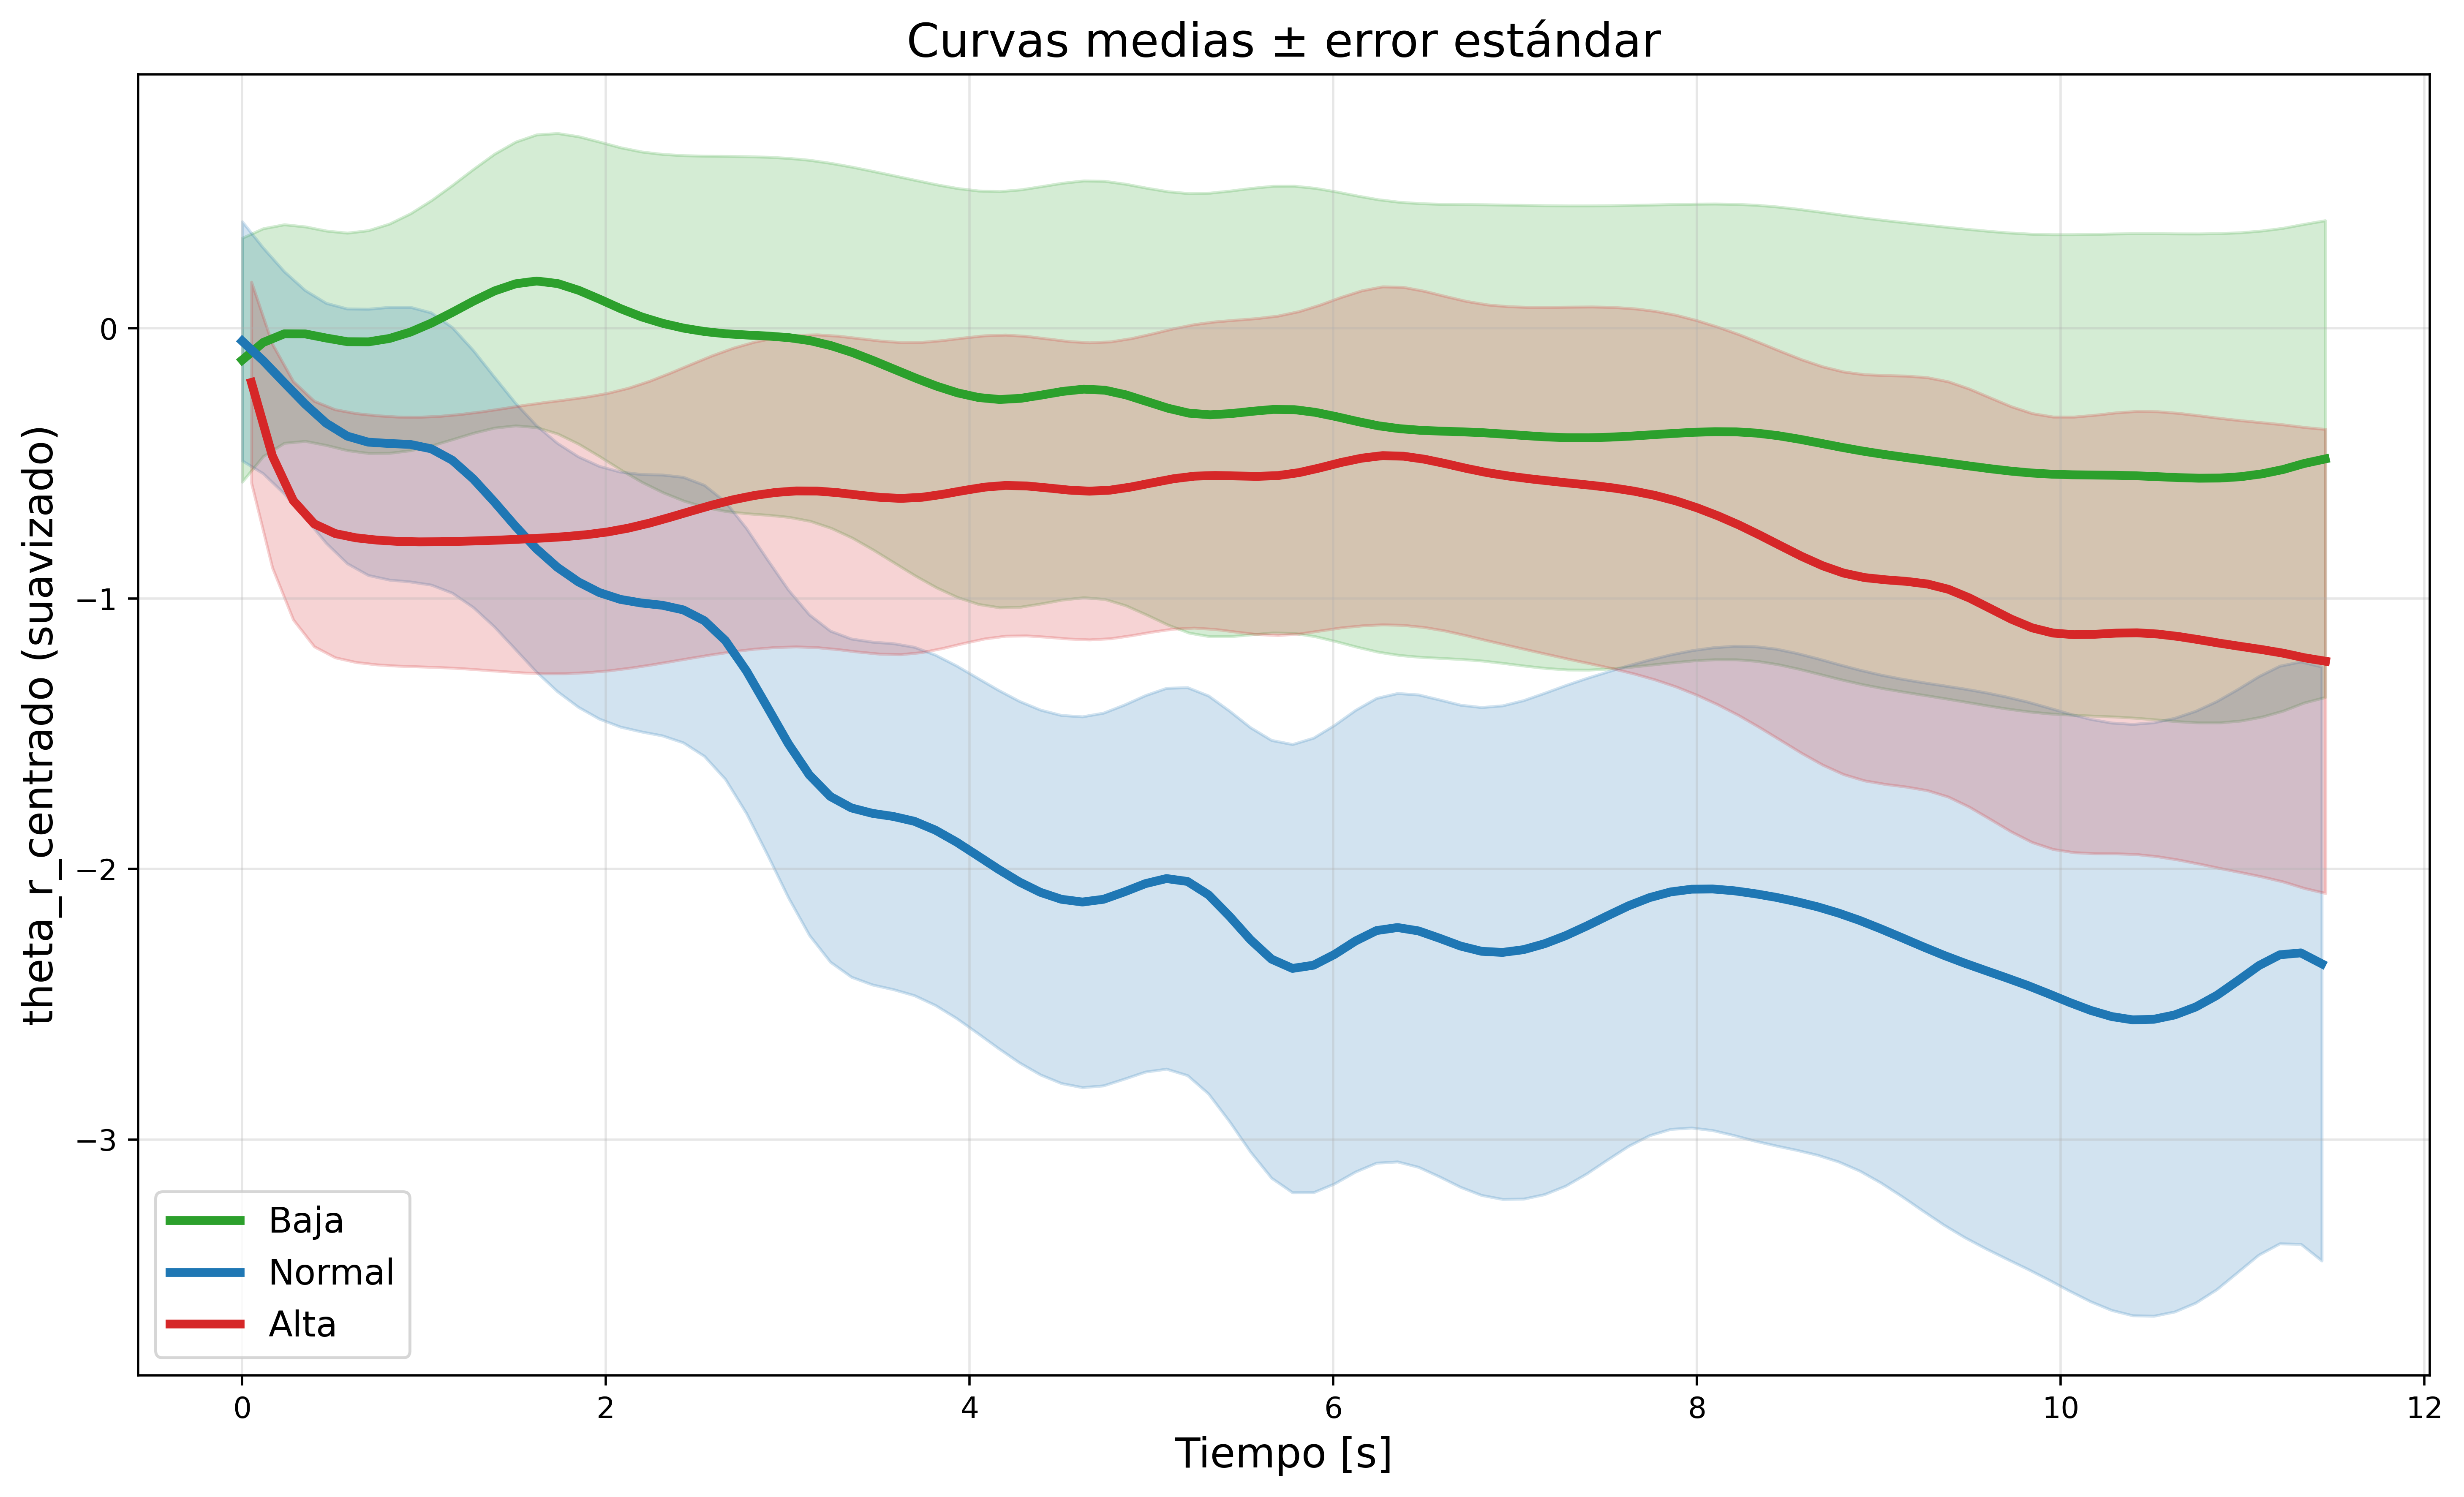 Curvas medias ± error estándar
theta_r_centrado (suavizado)
0
−1
−2
−3
Baja
Normal
Alta
0 2 4 6 8 10 12
Tiempo [s]